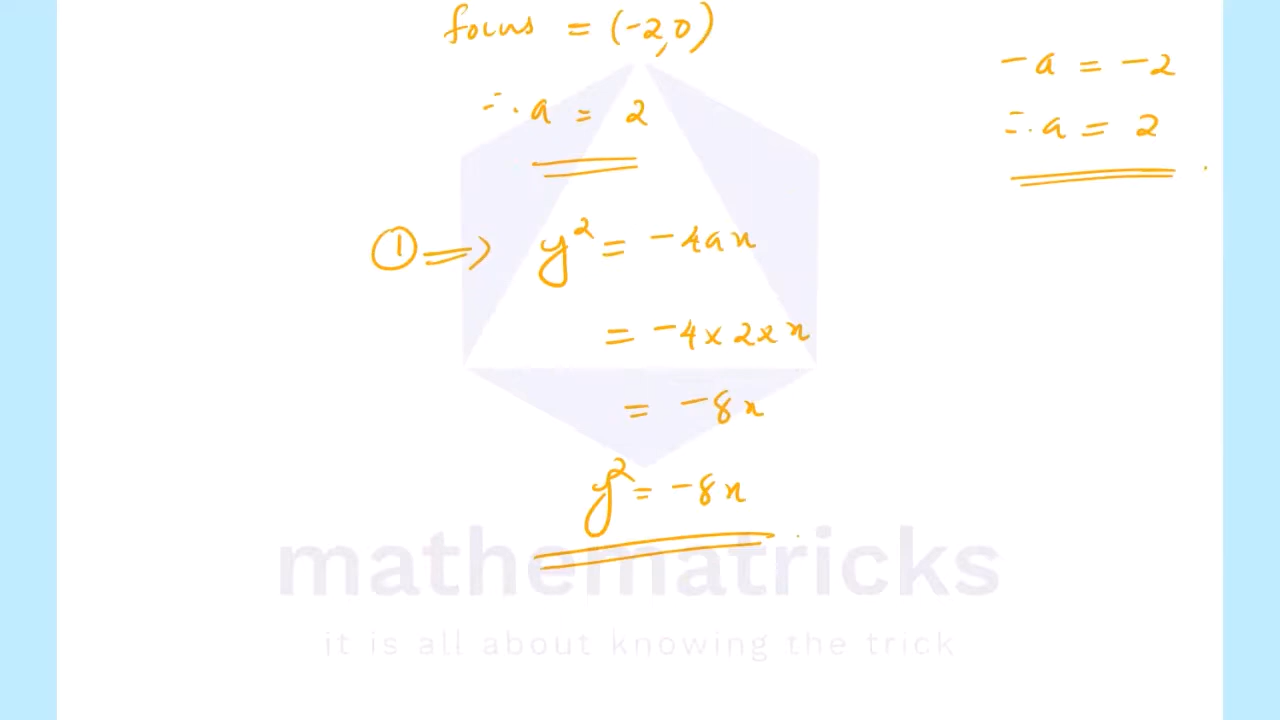 focus = (-2,0)
-a = -2
∴ a = 2
∴ a = 2
① ⟹ y² = -4ax
= -4×2×x
= -8x
y² = -8x
mathematricks
it is all about knowing the trick